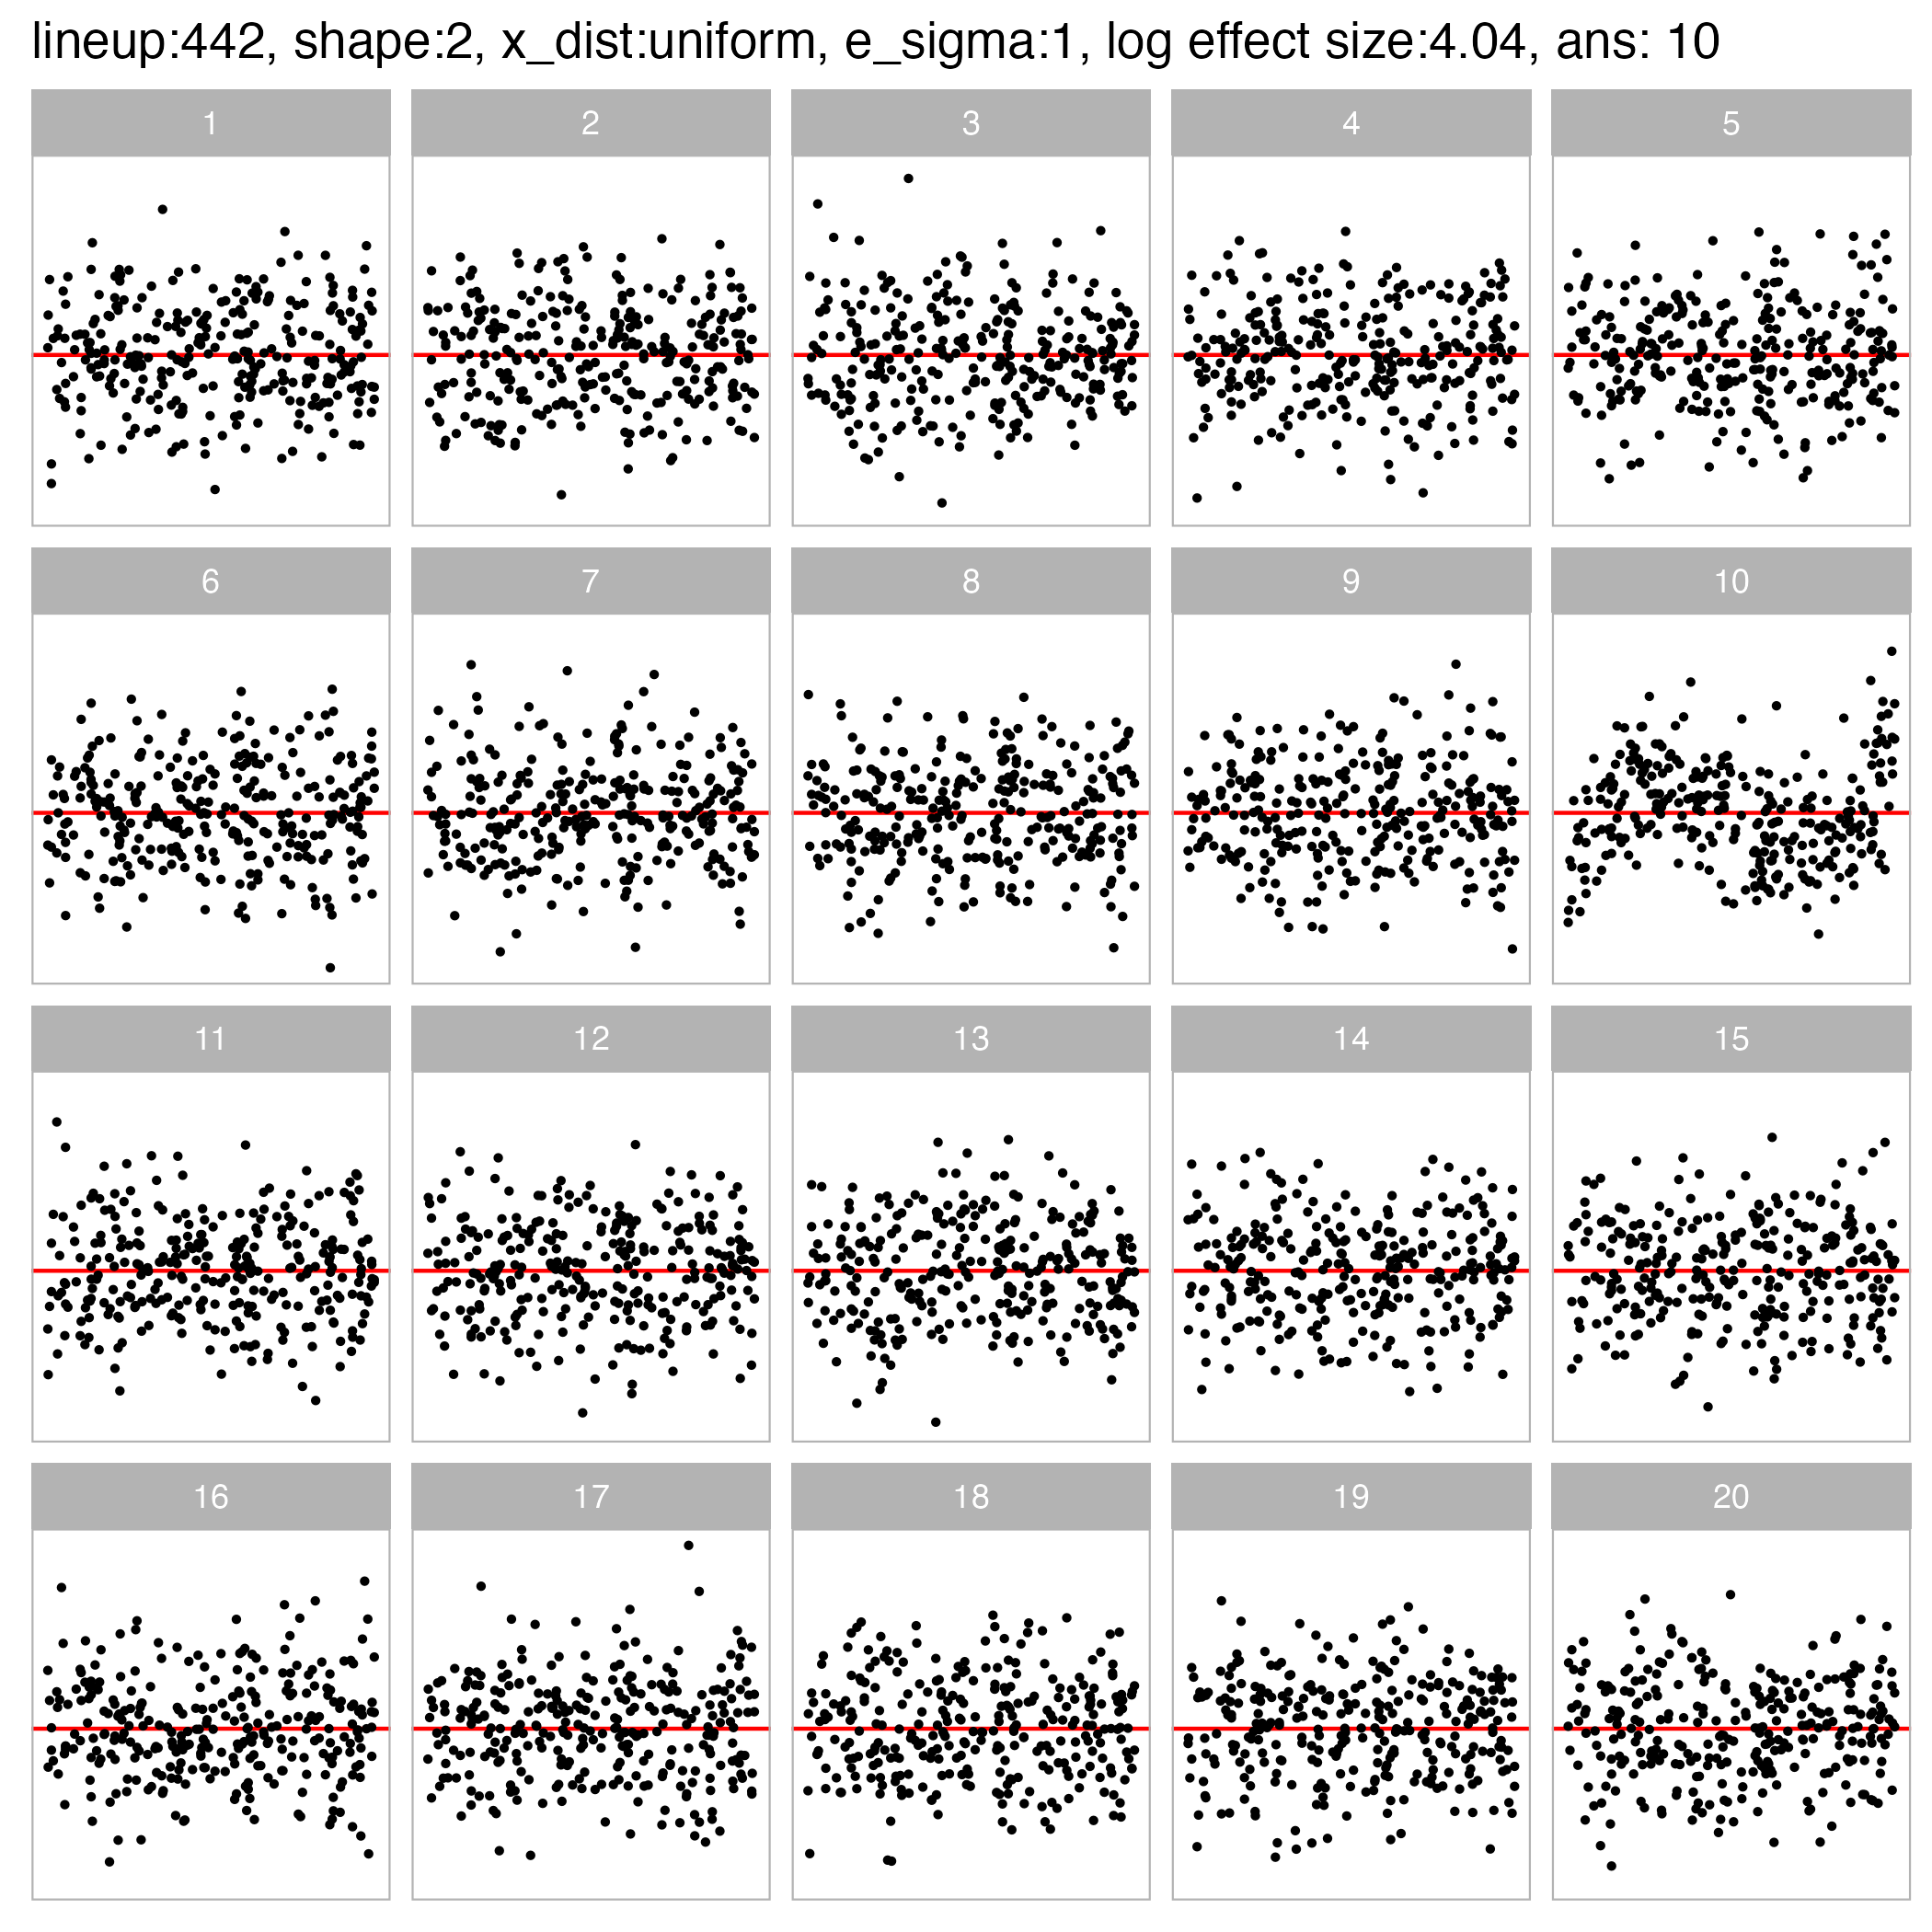 lineup:442, shape:2, x_dist:uniform, e_sigma:1, log effect size:4.04, ans: 10
1 2 3 4 5
6 7 8 9 10
11 12 13 14 15
16 17 18 19 20